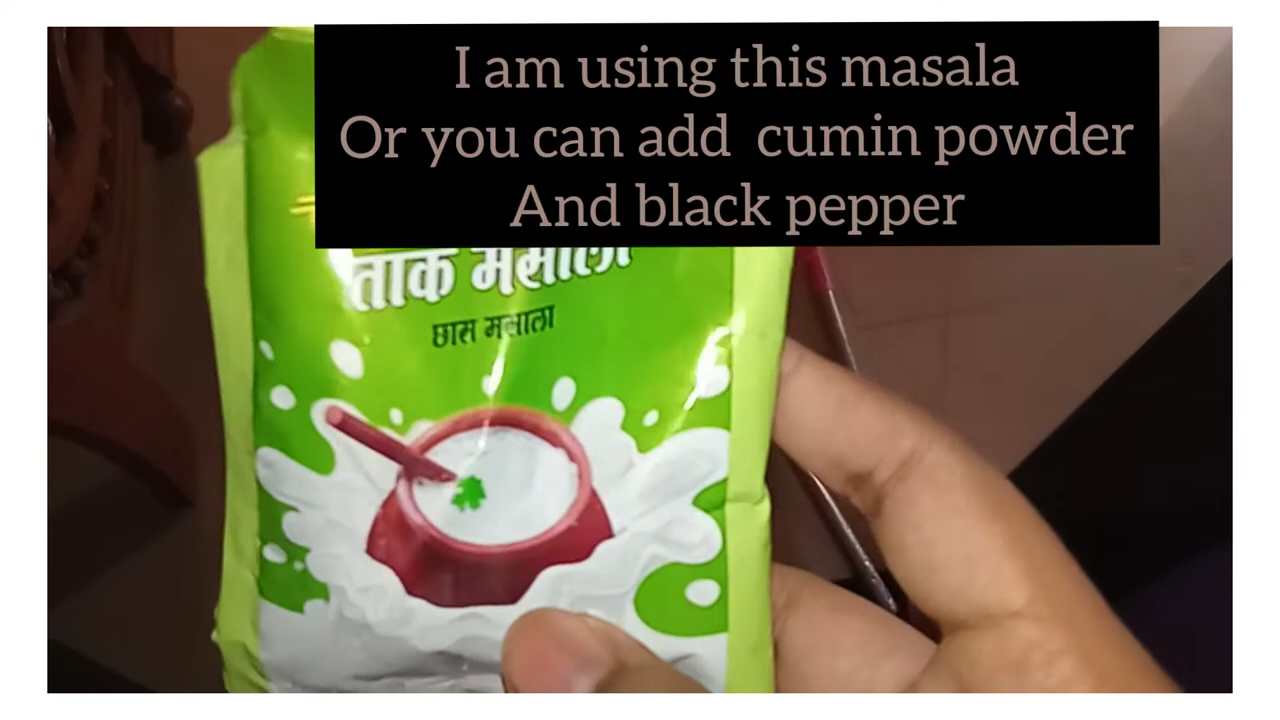 I am using this masala
Or you can add cumin powder
And black pepper
ताक मसाला
छास मसाला